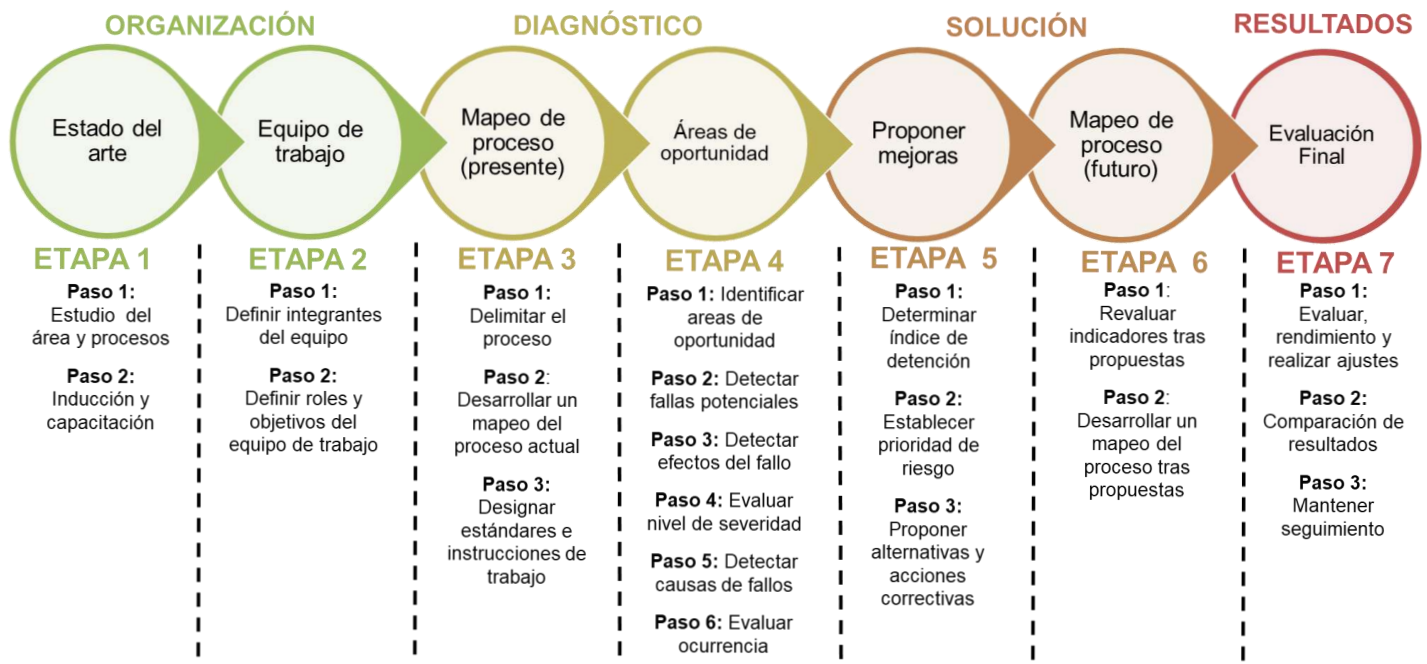 ORGANIZACIÓN
DIAGNÓSTICO
SOLUCIÓN
RESULTADOS
Estado del
arte
Equipo de
trabajo
Mapeo de
proceso
(presente)
Áreas de
oportunidad
Proponer
mejoras
Mapeo de
proceso
(futuro)
Evaluación
Final
ETAPA 1
Paso 1:
Estudio del
área y procesos
Paso 2:
Inducción y
capacitación
ETAPA 2
Paso 1:
Definir integrantes
del equipo
Paso 2:
Definir roles y
objetivos del
equipo de trabajo
ETAPA 3
Paso 1:
Delimitar el
proceso
Paso 2:
Desarrollar un
mapeo del
proceso actual
Paso 3:
Designar
estándares e
instrucciones de
trabajo
ETAPA 4
Paso 1: Identificar
areas de
oportunidad
Paso 2: Detectar
fallas potenciales
Paso 3: Detectar
efectos del fallo
Paso 4: Evaluar
nivel de severidad
Paso 5: Detectar
causas de fallos
Paso 6: Evaluar
ocurrencia
ETAPA 5
Paso 1:
Determinar
índice de
detención
Paso 2:
Establecer
prioridad de
riesgo
Paso 3:
Proponer
alternativas y
acciones
correctivas
ETAPA 6
Paso 1:
Revaluar
indicadores tras
propuestas
Paso 2:
Desarrollar un
mapeo del
proceso tras
propuestas
ETAPA 7
Paso 1:
Evaluar,
rendimiento y
realizar ajustes
Paso 2:
Comparación de
resultados
Paso 3:
Mantener
seguimiento